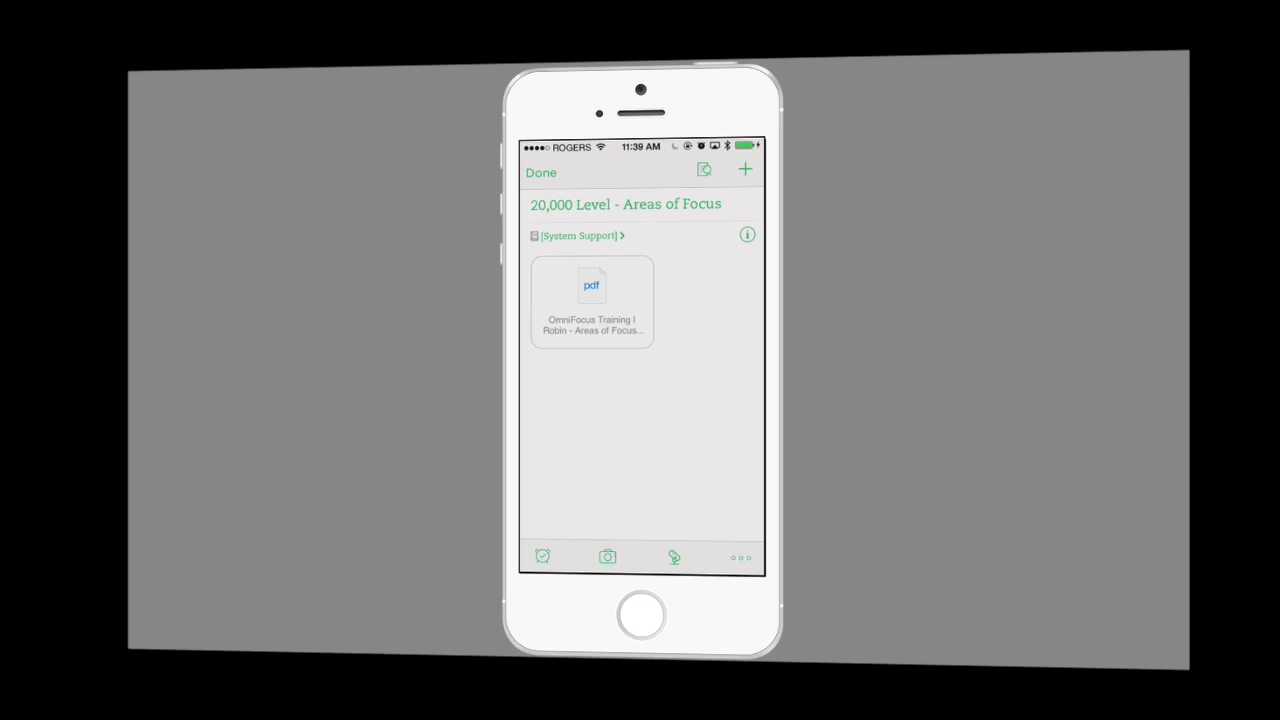 ROGERS 11:39 AM
Done
20,000 Level - Areas of Focus
[System Support]
pdf
OmniFocus Training |
Robin - Areas of Focus...